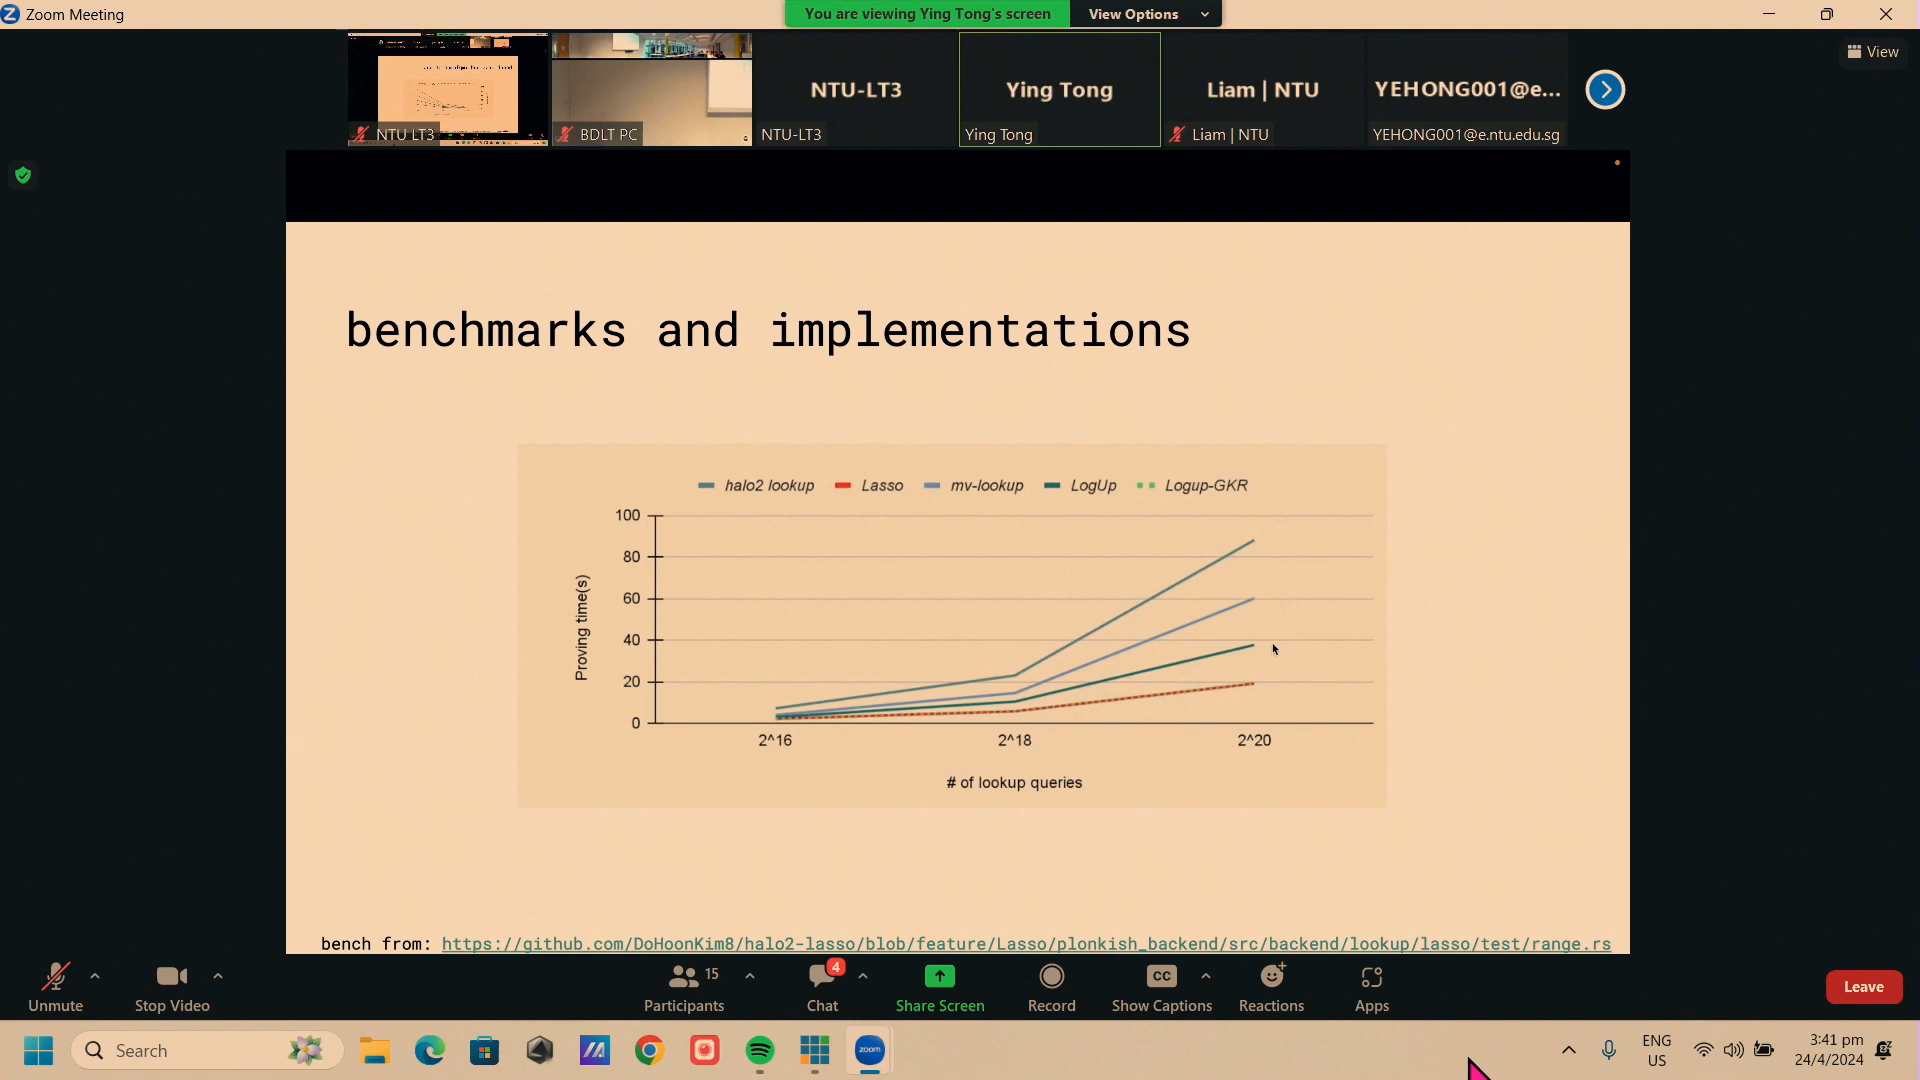 Zoom Meeting
You are viewing Ying Tong's screen
View Options
View
NTU-LT3
Ying Tong
Liam | NTU
YEHONG001@e...
NTU LT3
BDLT PC
NTU-LT3
Ying Tong
Liam | NTU
YEHONG001@e.ntu.edu.sg
benchmarks and implementations
halo2 lookup Lasso mv-lookup LogUp Logup-GKR
Proving time(s)
100
80
60
40
20
0
2^16 2^18 2^20
# of lookup queries
bench from: https://github.com/DoHoonKim8/halo2-lasso/blob/feature/Lasso/plonkish_backend/src/backend/lookup/lasso/test/range.rs
15
4
CC
Unmute
Stop Video
Participants
Chat
Share Screen
Record
Show Captions
Reactions
Apps
Leave
Search
zoom
ENG
US
3:41 pm
24/4/2024